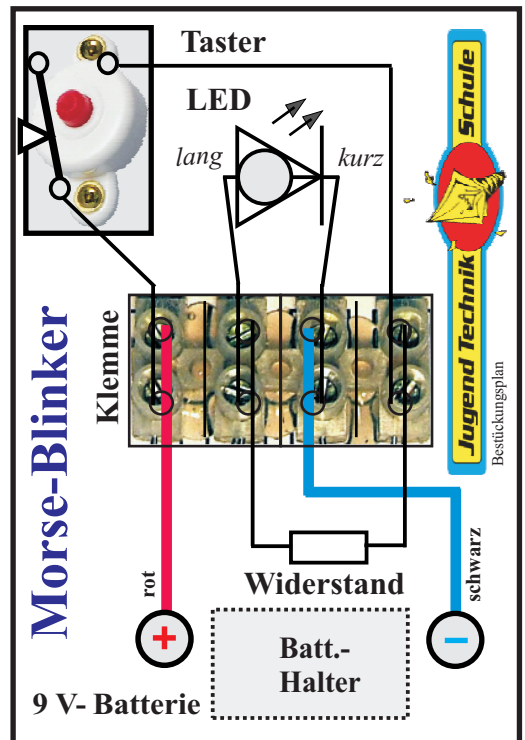 Taster
LED
lang
kurz
Klemme
Morse-Blinker
Jugend Technik Schule
Bestückungsplan
rot
schwarz
Widerstand
+
−
Batt.-
Halter
9 V- Batterie